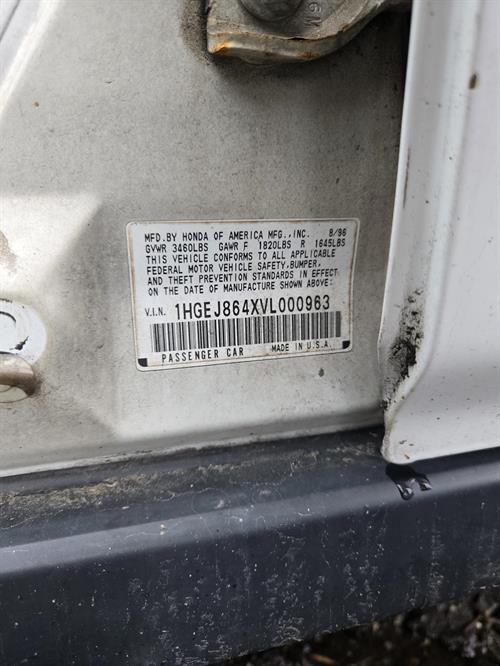 MFD.BY HONDA OF AMERICA MFG.,INC. 8/96
GVWR 3460LBS GAWR F 1820LBS R 1645LBS
THIS VEHICLE CONFORMS TO ALL APPLICABLE
FEDERAL MOTOR VEHICLE SAFETY,BUMPER,
AND THEFT PREVENTION STANDARDS IN EFFECT
ON THE DATE OF MANUFACTURE SHOWN ABOVE:
V.I.N. 1HGEJ864XVL000963
PASSENGER CAR MADE IN U.S.A.